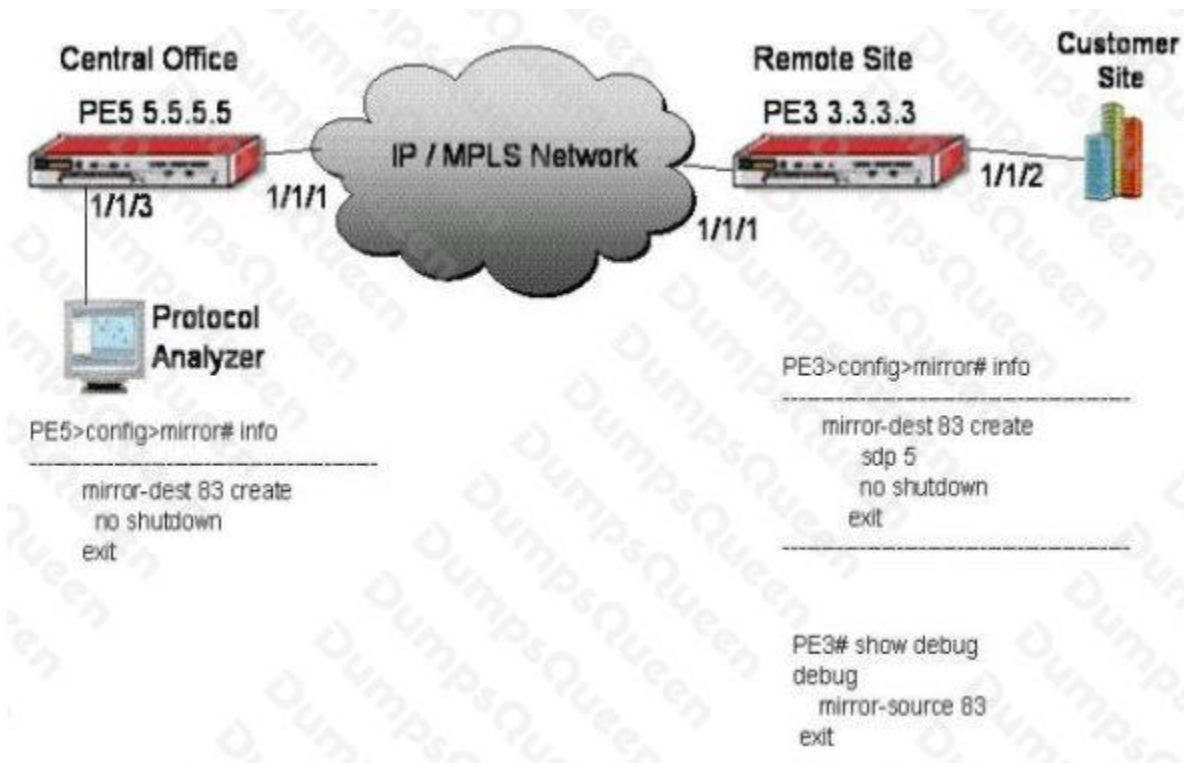 Central Office
PE5 5.5.5.5
IP / MPLS Network
Remote Site
PE3 3.3.3.3
Customer
Site
1/1/3
1/1/1
1/1/1
1/1/2
Protocol
Analyzer
PE5>config>mirror# info
----------------------------------------
mirror-dest 83 create
no shutdown
exit
PE3>config>mirror# info
----------------------------------------
mirror-dest 83 create
sdp 5
no shutdown
exit
----------------------------------------
PE3# show debug
debug
mirror-source 83
exit
DumpsQueen